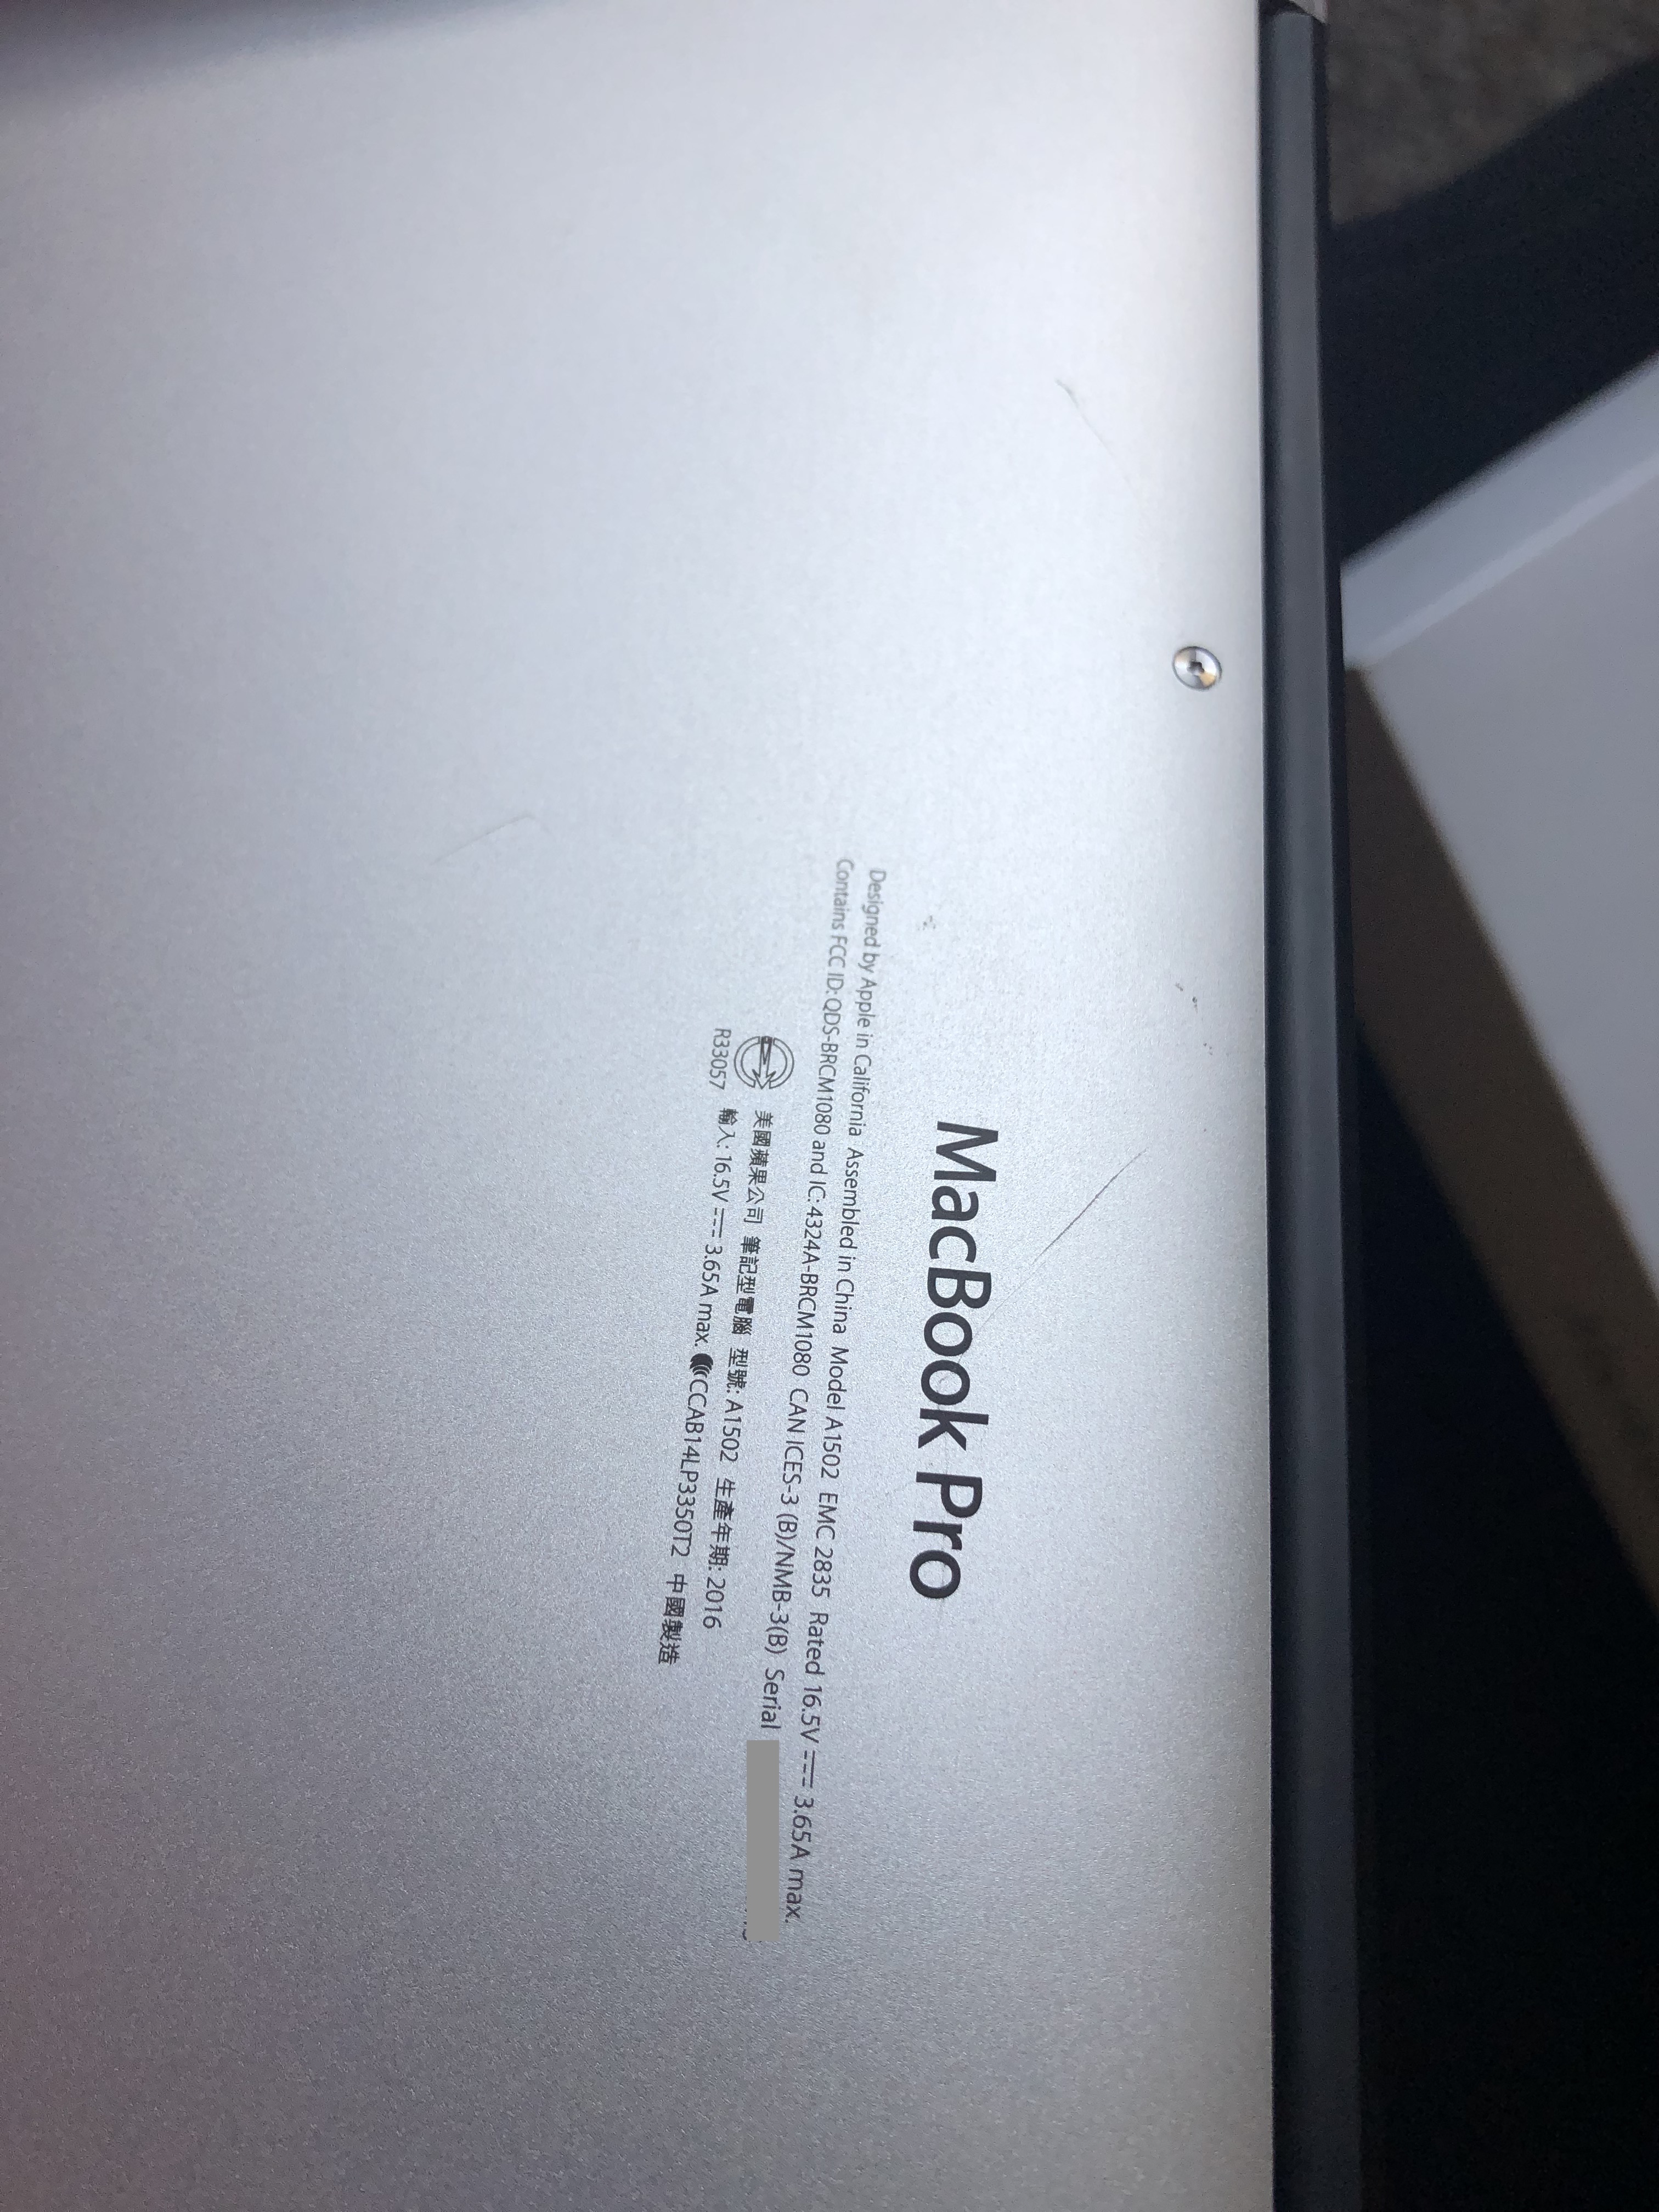 MacBook Pro
Designed by Apple in California Assembled in China Model A1502 EMC 2835 Rated 16.5V ⎓ 3.65A max.
Contains FCC ID: QDS-BRCM1080 and IC: 4324A-BRCM1080 CAN ICES-3 (B)/NMB-3(B) Serial
美國蘋果公司 筆記型電腦 型號: A1502 生產年期: 2016
R33057 輸入: 16.5V ⎓ 3.65A max. CCAB14LP3350T2 中國製造